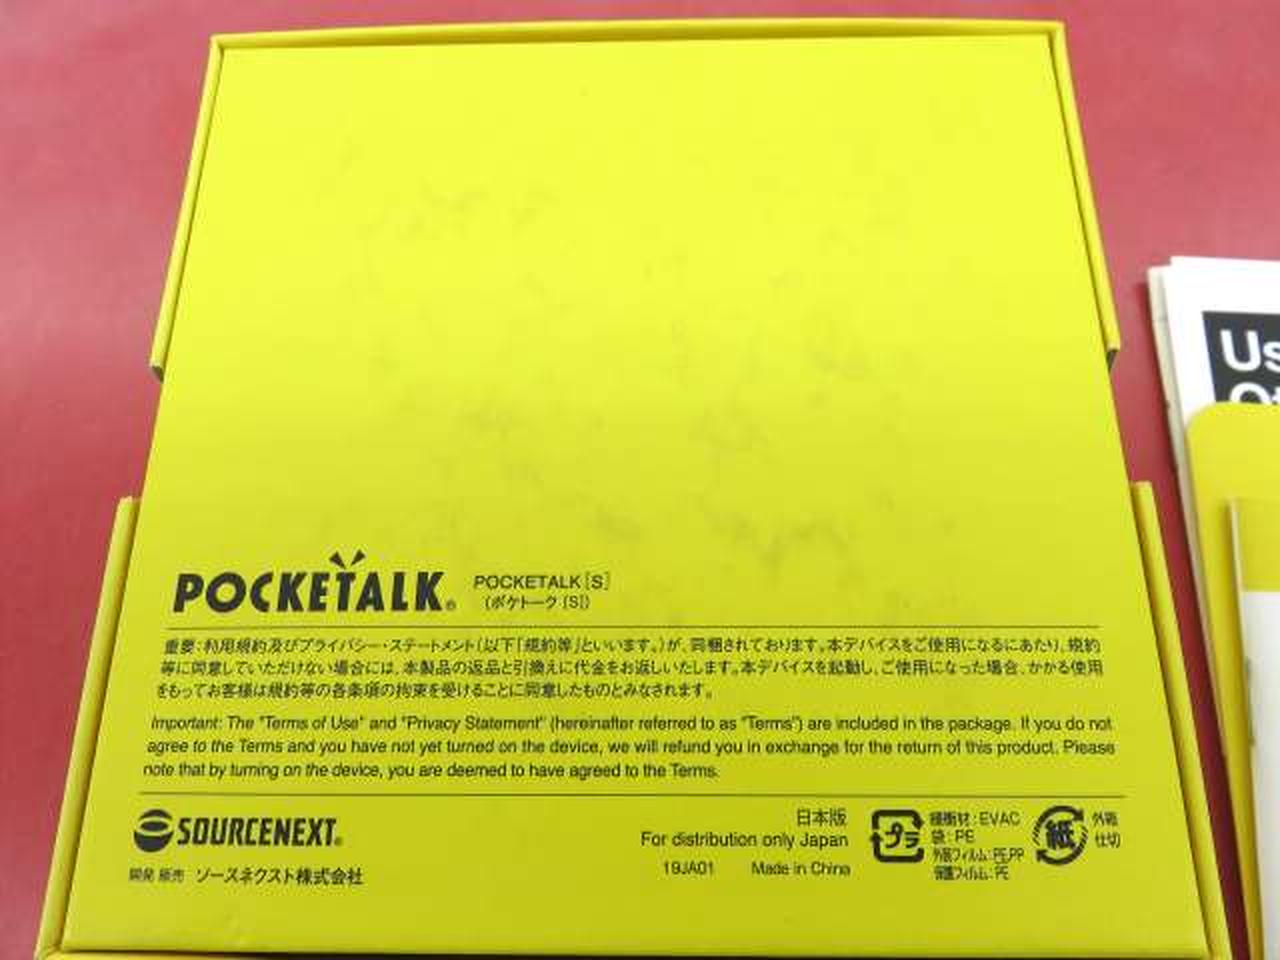 POCKETALK®
POCKETALK [S]
(ポケトーク [S])
重要:利用規約及びプライバシー・ステートメント(以下「規約等」といいます。)が、同梱されております。本デバイスをご使用になるにあたり、規約
等に同意していただけない場合には、本製品の返品と引換えに代金をお返しいたします。本デバイスを起動し、ご使用になった場合、かかる使用
をもってお客様は規約等の各条項の拘束を受けることに同意したものとみなされます。
Important: The "Terms of Use" and "Privacy Statement" (hereinafter referred to as "Terms") are included in the package. If you do not
agree to the Terms and you have not yet turned on the device, we will refund you in exchange for the return of this product. Please
note that by turning on the device, you are deemed to have agreed to the Terms.
SOURCENEXT®
開発 販売 ソースネクスト株式会社
日本版
For distribution only Japan
19JA01 Made in China
プラ
緩衝材:EVAC
袋:PE
外装フィルム:PE,PP
保護フィルム:PE
紙
外箱
仕切
Us